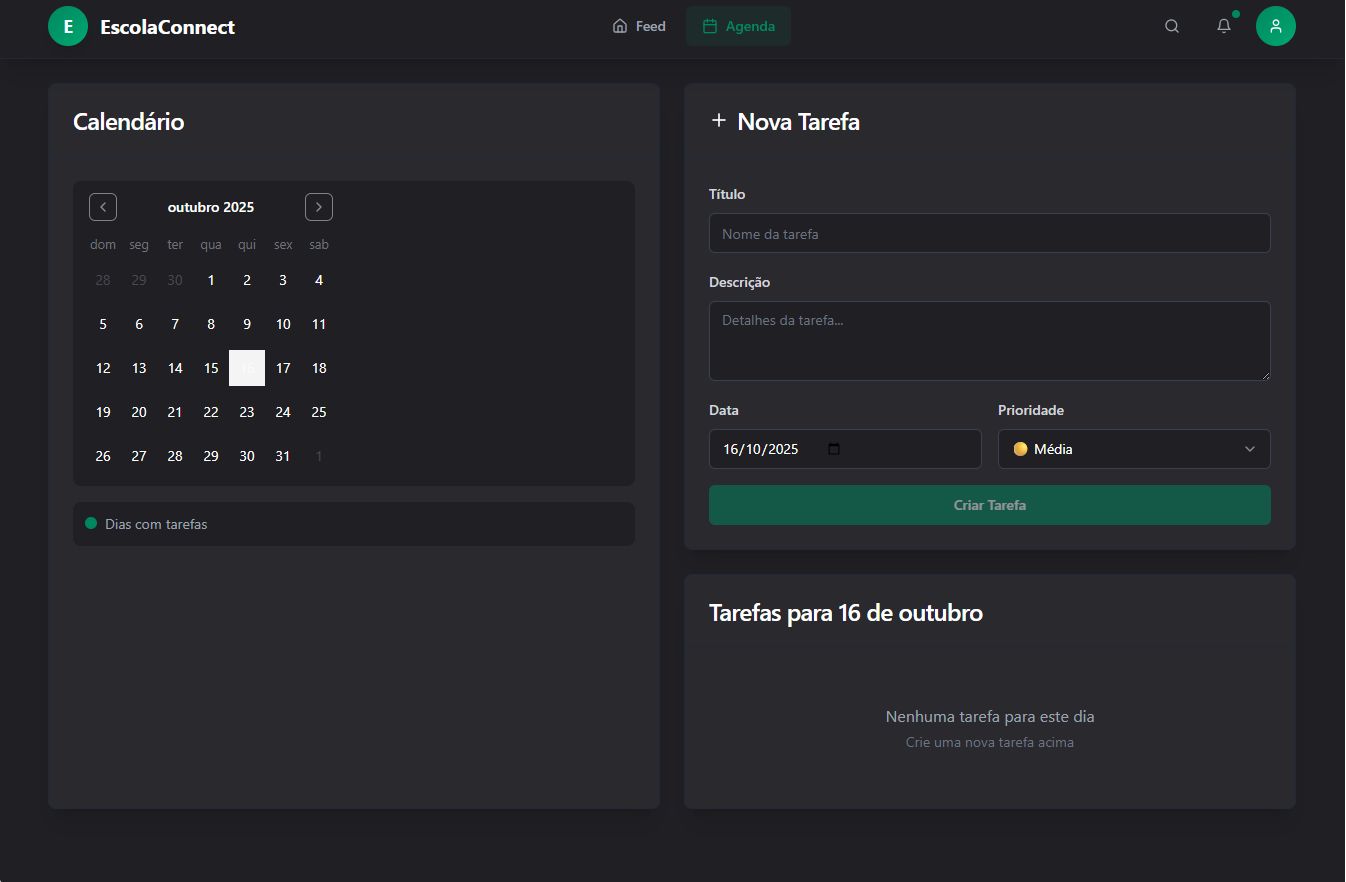 E EscolaConnect Feed Agenda
Calendário
outubro 2025
dom seg ter qua qui sex sab
28 29 30 1 2 3 4
5 6 7 8 9 10 11
12 13 14 15 16 17 18
19 20 21 22 23 24 25
26 27 28 29 30 31 1
Dias com tarefas
+ Nova Tarefa
Título
Nome da tarefa
Descrição
Detalhes da tarefa...
Data Prioridade
16/10/2025 Média
Criar Tarefa
Tarefas para 16 de outubro
Nenhuma tarefa para este dia
Crie uma nova tarefa acima